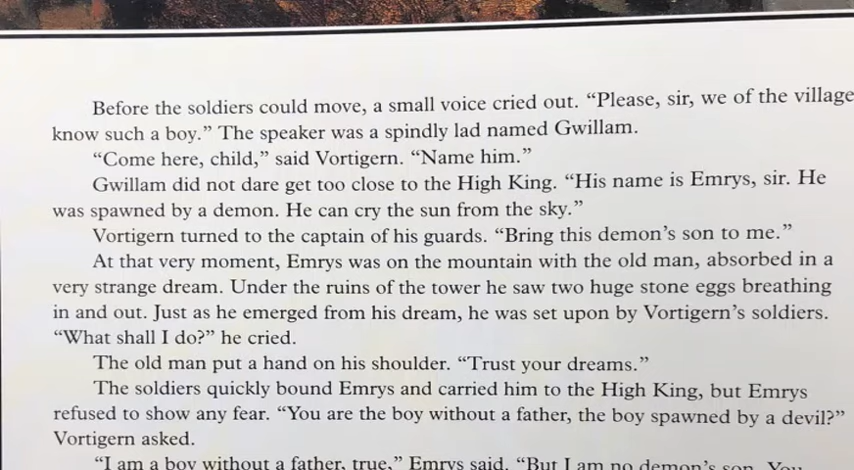 Before the soldiers could move, a small voice cried out. “Please, sir, we of the village
know such a boy.” The speaker was a spindly lad named Gwillam.
“Come here, child,” said Vortigern. “Name him.”
Gwillam did not dare get too close to the High King. “His name is Emrys, sir. He
was spawned by a demon. He can cry the sun from the sky.”
Vortigern turned to the captain of his guards. “Bring this demon’s son to me.”
At that very moment, Emrys was on the mountain with the old man, absorbed in a
very strange dream. Under the ruins of the tower he saw two huge stone eggs breathing
in and out. Just as he emerged from his dream, he was set upon by Vortigern’s soldiers.
“What shall I do?” he cried.
The old man put a hand on his shoulder. “Trust your dreams.”
The soldiers quickly bound Emrys and carried him to the High King, but Emrys
refused to show any fear. “You are the boy without a father, the boy spawned by a devil?”
Vortigern asked.
“I am a boy without a father, true,” Emrys said. “But I am no demon’s son. You